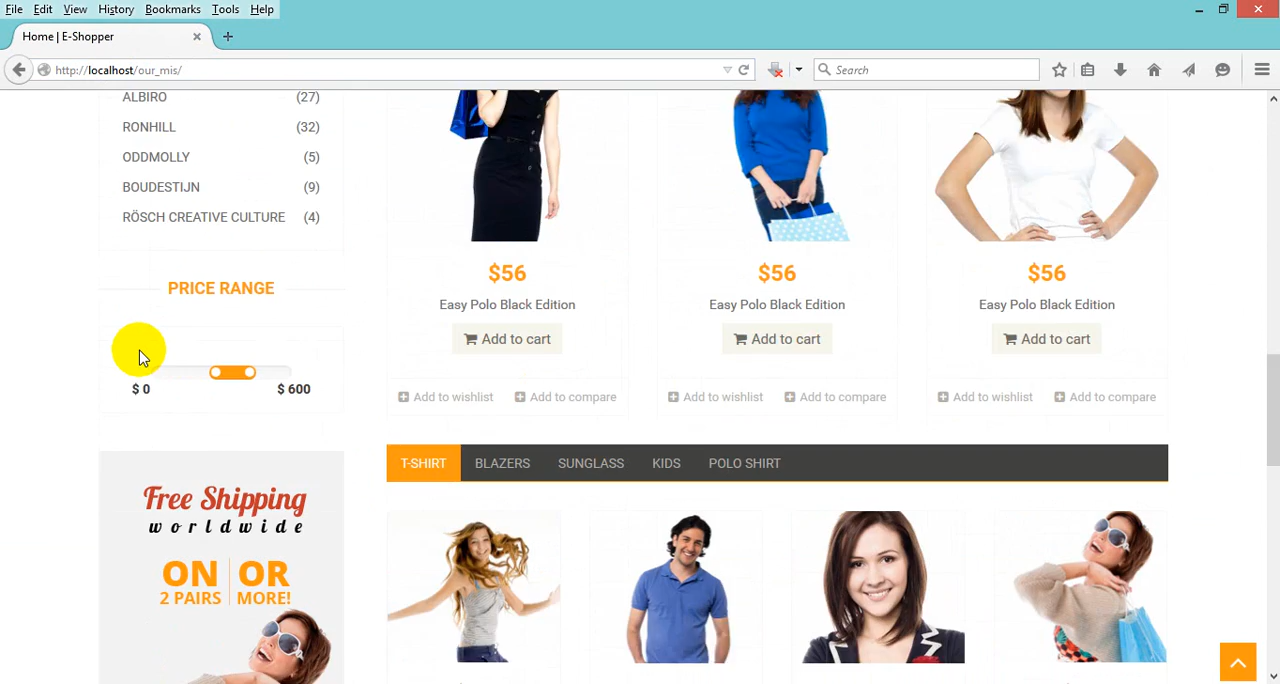 File Edit View History Bookmarks Tools Help
Home | E-Shopper
http://localhost/our_mis/
Search
ALBIRO (27)
RONHILL (32)
ODDMOLLY (5)
BOUDESTIJN (9)
RÖSCH CREATIVE CULTURE (4)
PRICE RANGE
$ 0 $ 600
$56 $56 $56
Easy Polo Black Edition Easy Polo Black Edition Easy Polo Black Edition
Add to cart Add to cart Add to cart
Add to wishlist Add to compare Add to wishlist Add to compare Add to wishlist Add to compare
T-SHIRT BLAZERS SUNGLASS KIDS POLO SHIRT
Free Shipping
worldwide
ON OR
2 PAIRS MORE!